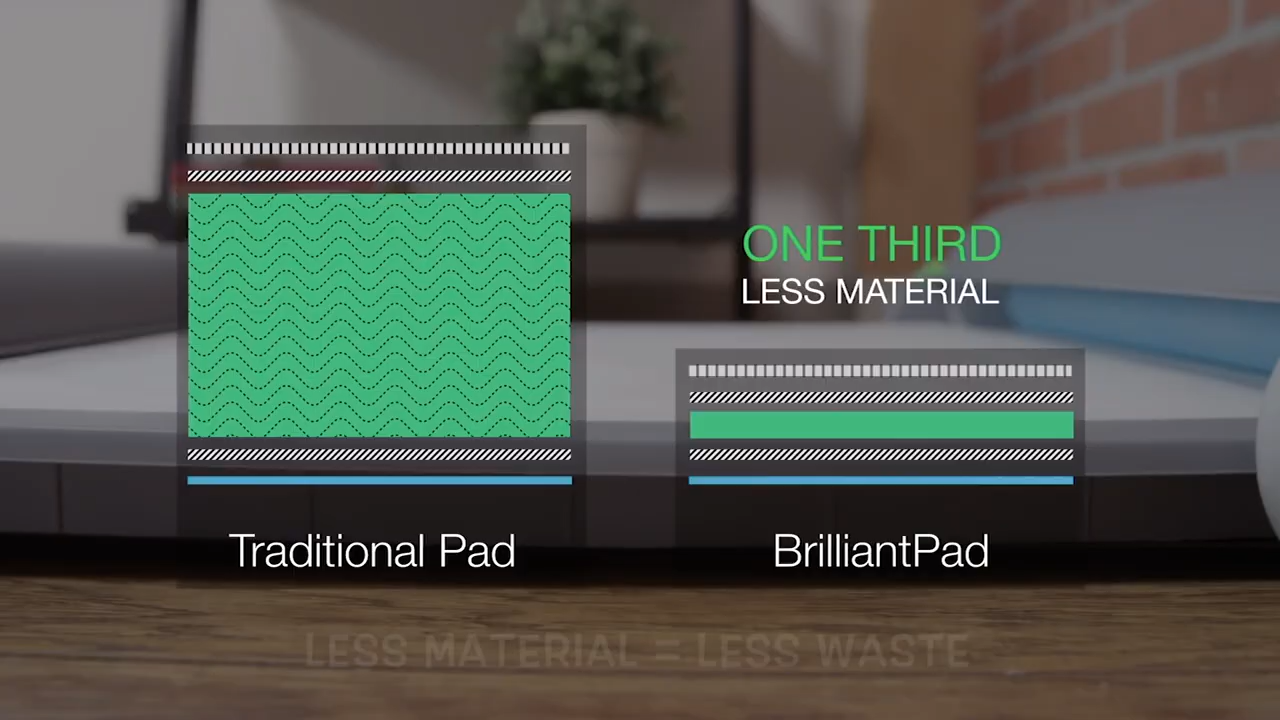 ONE THIRD
LESS MATERIAL
Traditional Pad
BrilliantPad
LESS MATERIAL = LESS WASTE